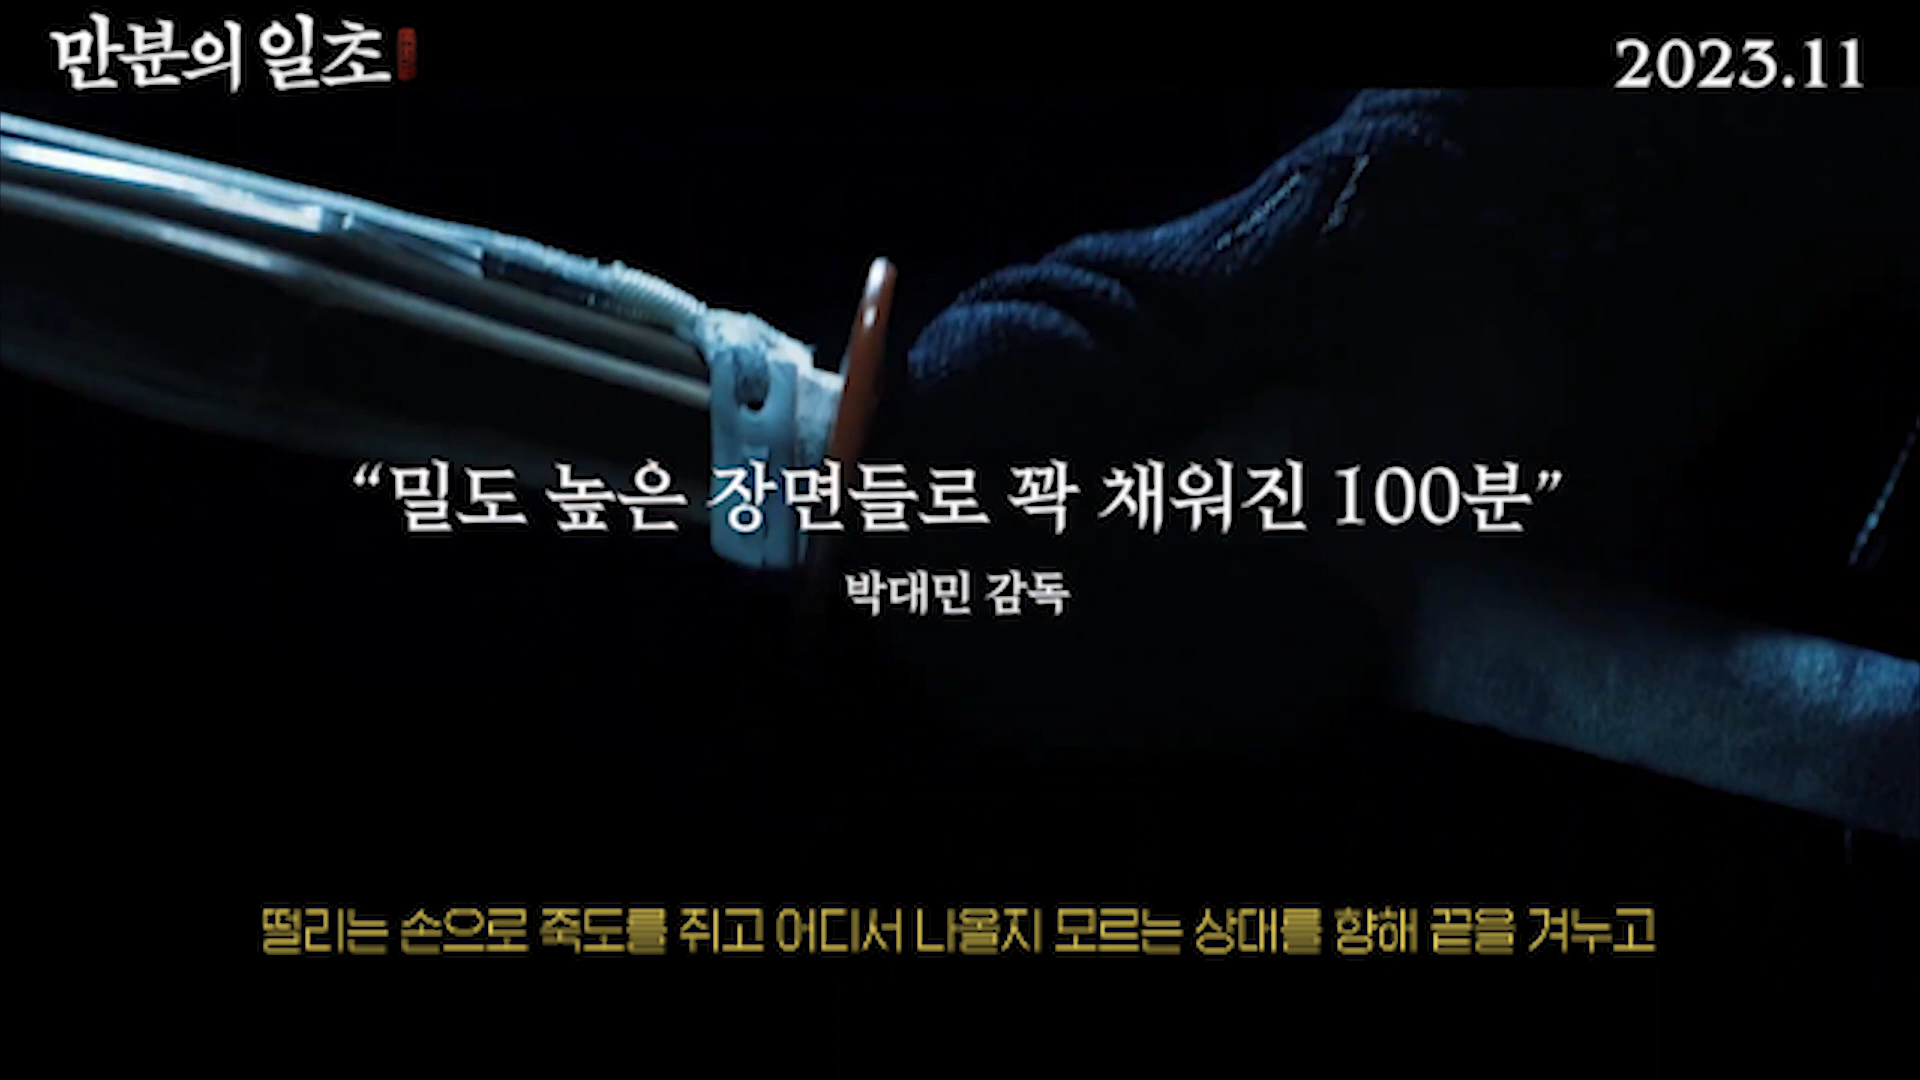 만분의 일초
2023.11
“밀도 높은 장면들로 꽉 채워진 100분”
박대민 감독
떨리는 손으로 죽도를 쥐고 어디서 나올지 모르는 상대를 향해 끝을 겨누고